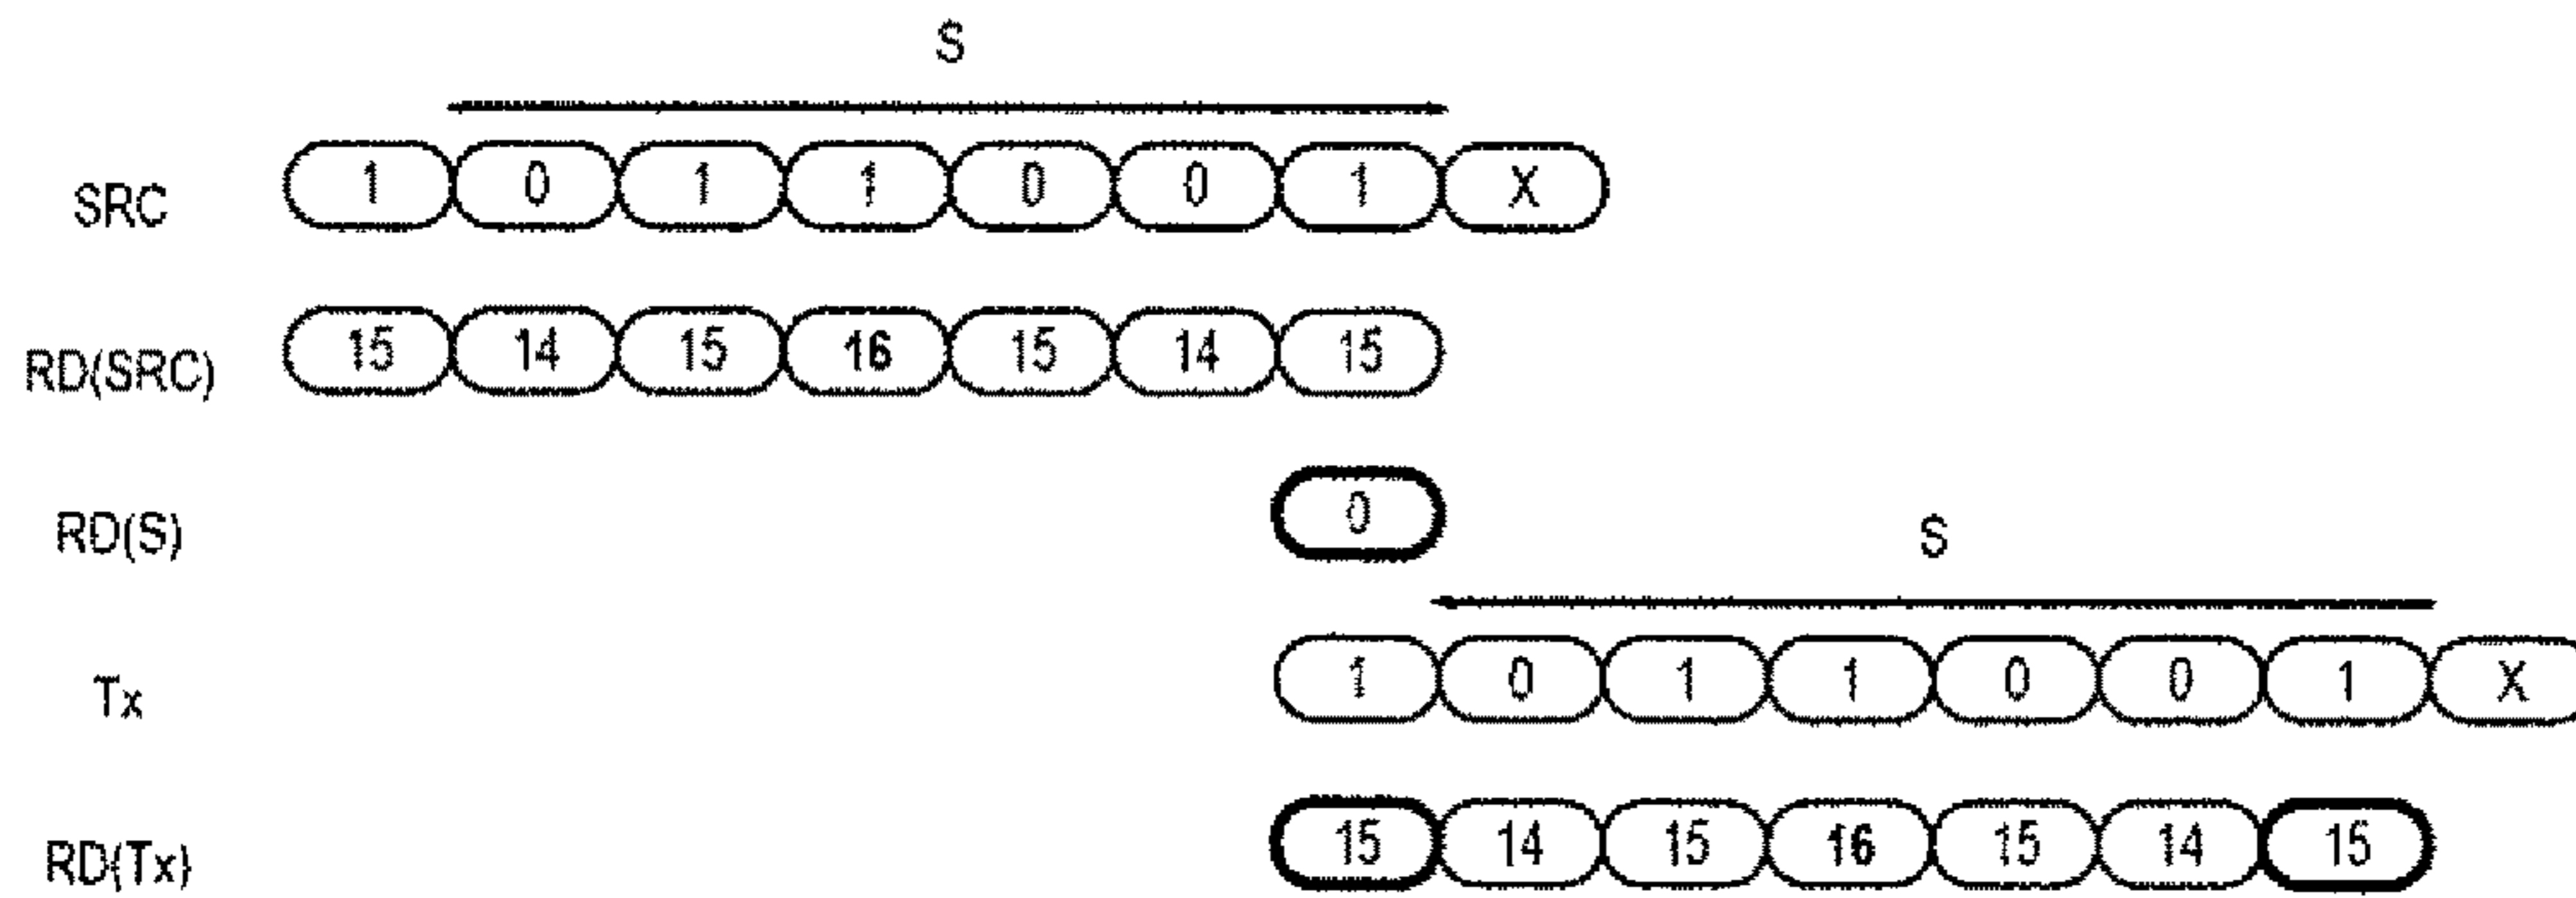 S
SRC 1 0 1 1 0 0 1 X
RD(SRC) 15 14 15 16 15 14 15
RD(S) 0
S
Tx 1 0 1 1 0 0 1 X
RD(Tx) 15 14 15 16 15 14 15